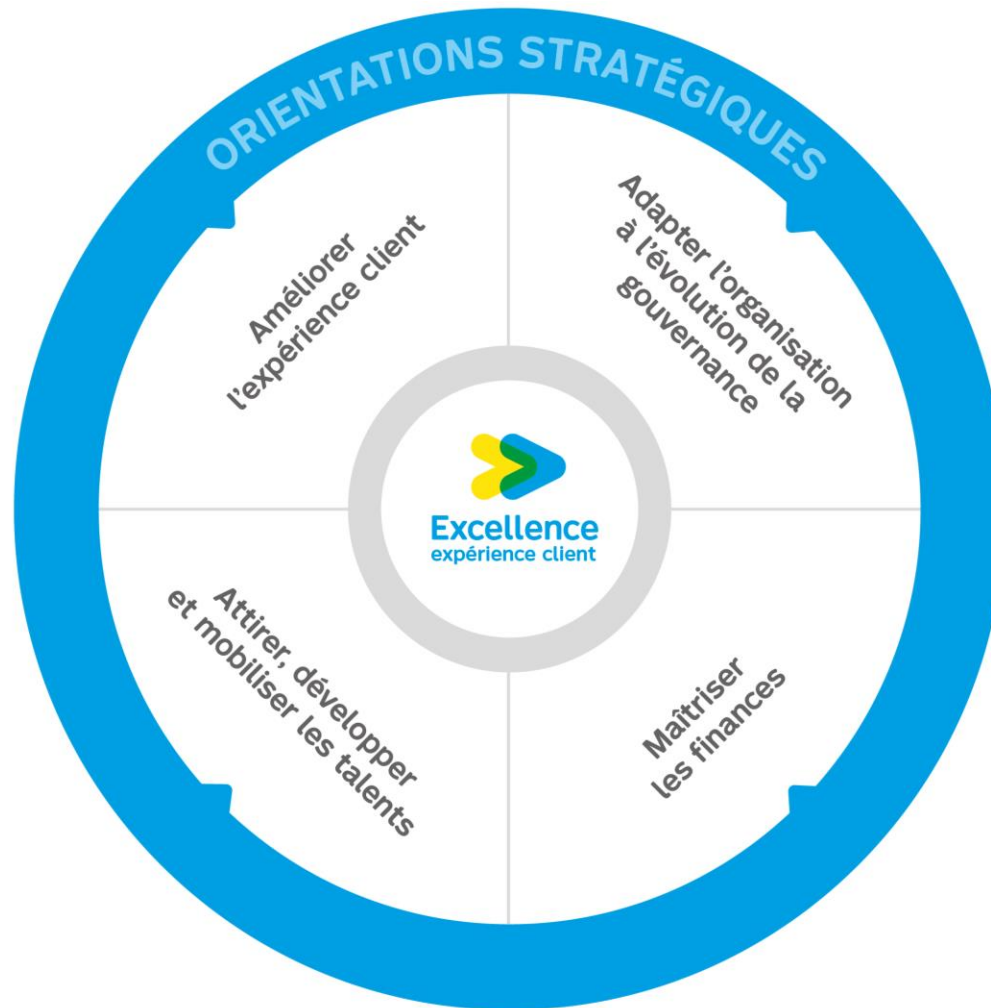 ORIENTATIONS STRATÉGIQUES
Améliorer
l'expérience client
Adapter l'organisation
à l'évolution de la
gouvernance
Excellence
expérience client
Attirer, développer
et mobiliser les talents
Maîtriser
les finances